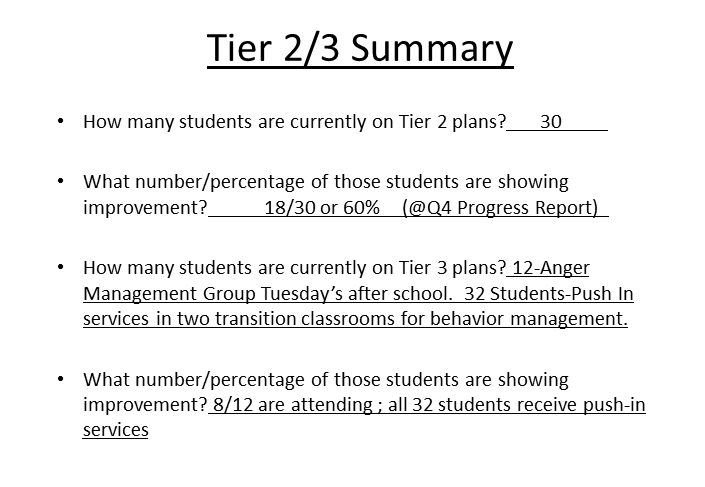 Tier 2/3 Summary
• How many students are currently on Tier 2 plans?___30____
• What number/percentage of those students are showing
improvement?_____18/30 or 60% (@Q4 Progress Report)_
• How many students are currently on Tier 3 plans? 12-Anger
Management Group Tuesday’s after school. 32 Students-Push In
services in two transition classrooms for behavior management.
• What number/percentage of those students are showing
improvement? 8/12 are attending ; all 32 students receive push-in
services